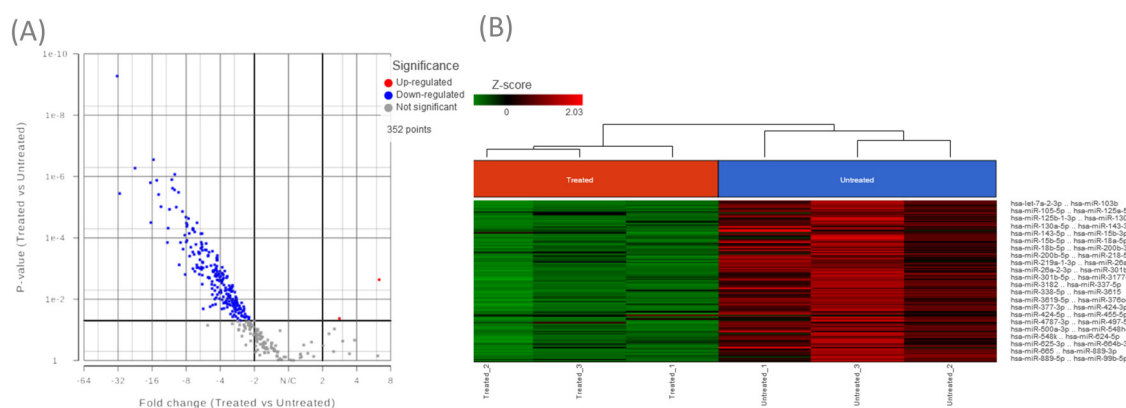 (A)
P-value (Treated vs Untreated)
1e-10
1e-8
1e-6
1e-4
1e-2
1
-64 -32 -16 -8 -4 -2 N/C 2 4 8
Fold change (Treated vs Untreated)
Significance
Up-regulated
Down-regulated
Not significant
352 points
(B)
Z-score
0 2.03
Treated Untreated
hsa-let-7a-2-3p .. hsa-miR-103b
hsa-miR-105-5p .. hsa-miR-125a-5
hsa-miR-125b-1-3p .. hsa-miR-130
hsa-miR-130a-5p .. hsa-miR-143-3
hsa-miR-143-5p .. hsa-miR-15b-3p
hsa-miR-15b-5p .. hsa-miR-18a-5p
hsa-miR-18b-5p .. hsa-miR-200b-3
hsa-miR-200b-5p .. hsa-miR-218-5
hsa-miR-219a-1-3p .. hsa-miR-26a
hsa-miR-26a-2-3p .. hsa-miR-301b
hsa-miR-301b-5p .. hsa-miR-3177
hsa-miR-3182 .. hsa-miR-337-5p
hsa-miR-338-5p .. hsa-miR-3615
hsa-miR-3619-5p .. hsa-miR-376c
hsa-miR-377-3p .. hsa-miR-424-3p
hsa-miR-424-5p .. hsa-miR-455-5p
hsa-miR-4787-3p .. hsa-miR-497-5
hsa-miR-500a-3p .. hsa-miR-548h
hsa-miR-548k .. hsa-miR-624-5p
hsa-miR-625-3p .. hsa-miR-664b-3
hsa-miR-665 .. hsa-miR-889-3p
hsa-miR-889-5p .. hsa-miR-99b-5p
Treated_2 Treated_3 Treated_1 Untreated_1 Untreated_3 Untreated_2